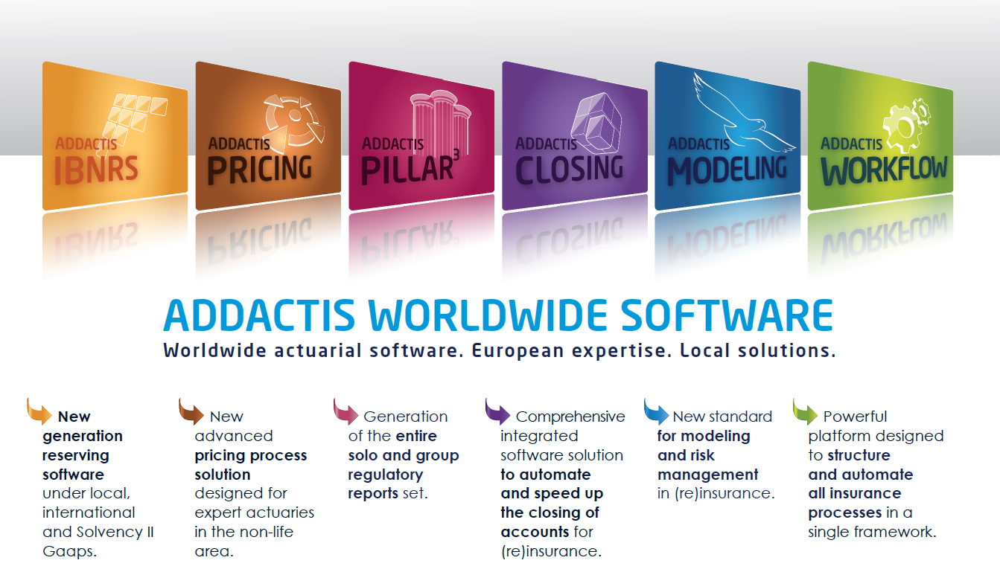 ADDACTIS
IBNRS
ADDACTIS
PRICING
ADDACTIS
PILLAR³
ADDACTIS
CLOSING
ADDACTIS
MODELING
ADDACTIS
WORKFLOW
ADDACTIS WORLDWIDE SOFTWARE
Worldwide actuarial software. European expertise. Local solutions.
New
generation
reserving
software
under local,
international
and Solvency II
Gaaps.
New
advanced
pricing process
solution
designed for
expert actuaries
in the non-life
area.
Generation
of the entire
solo and group
regulatory
reports set.
Comprehensive
integrated
software solution
to automate
and speed up
the closing of
accounts for
(re)insurance.
New standard
for modeling
and risk
management
in (re)insurance.
Powerful
platform designed
to structure
and automate
all insurance
processes in a
single framework.